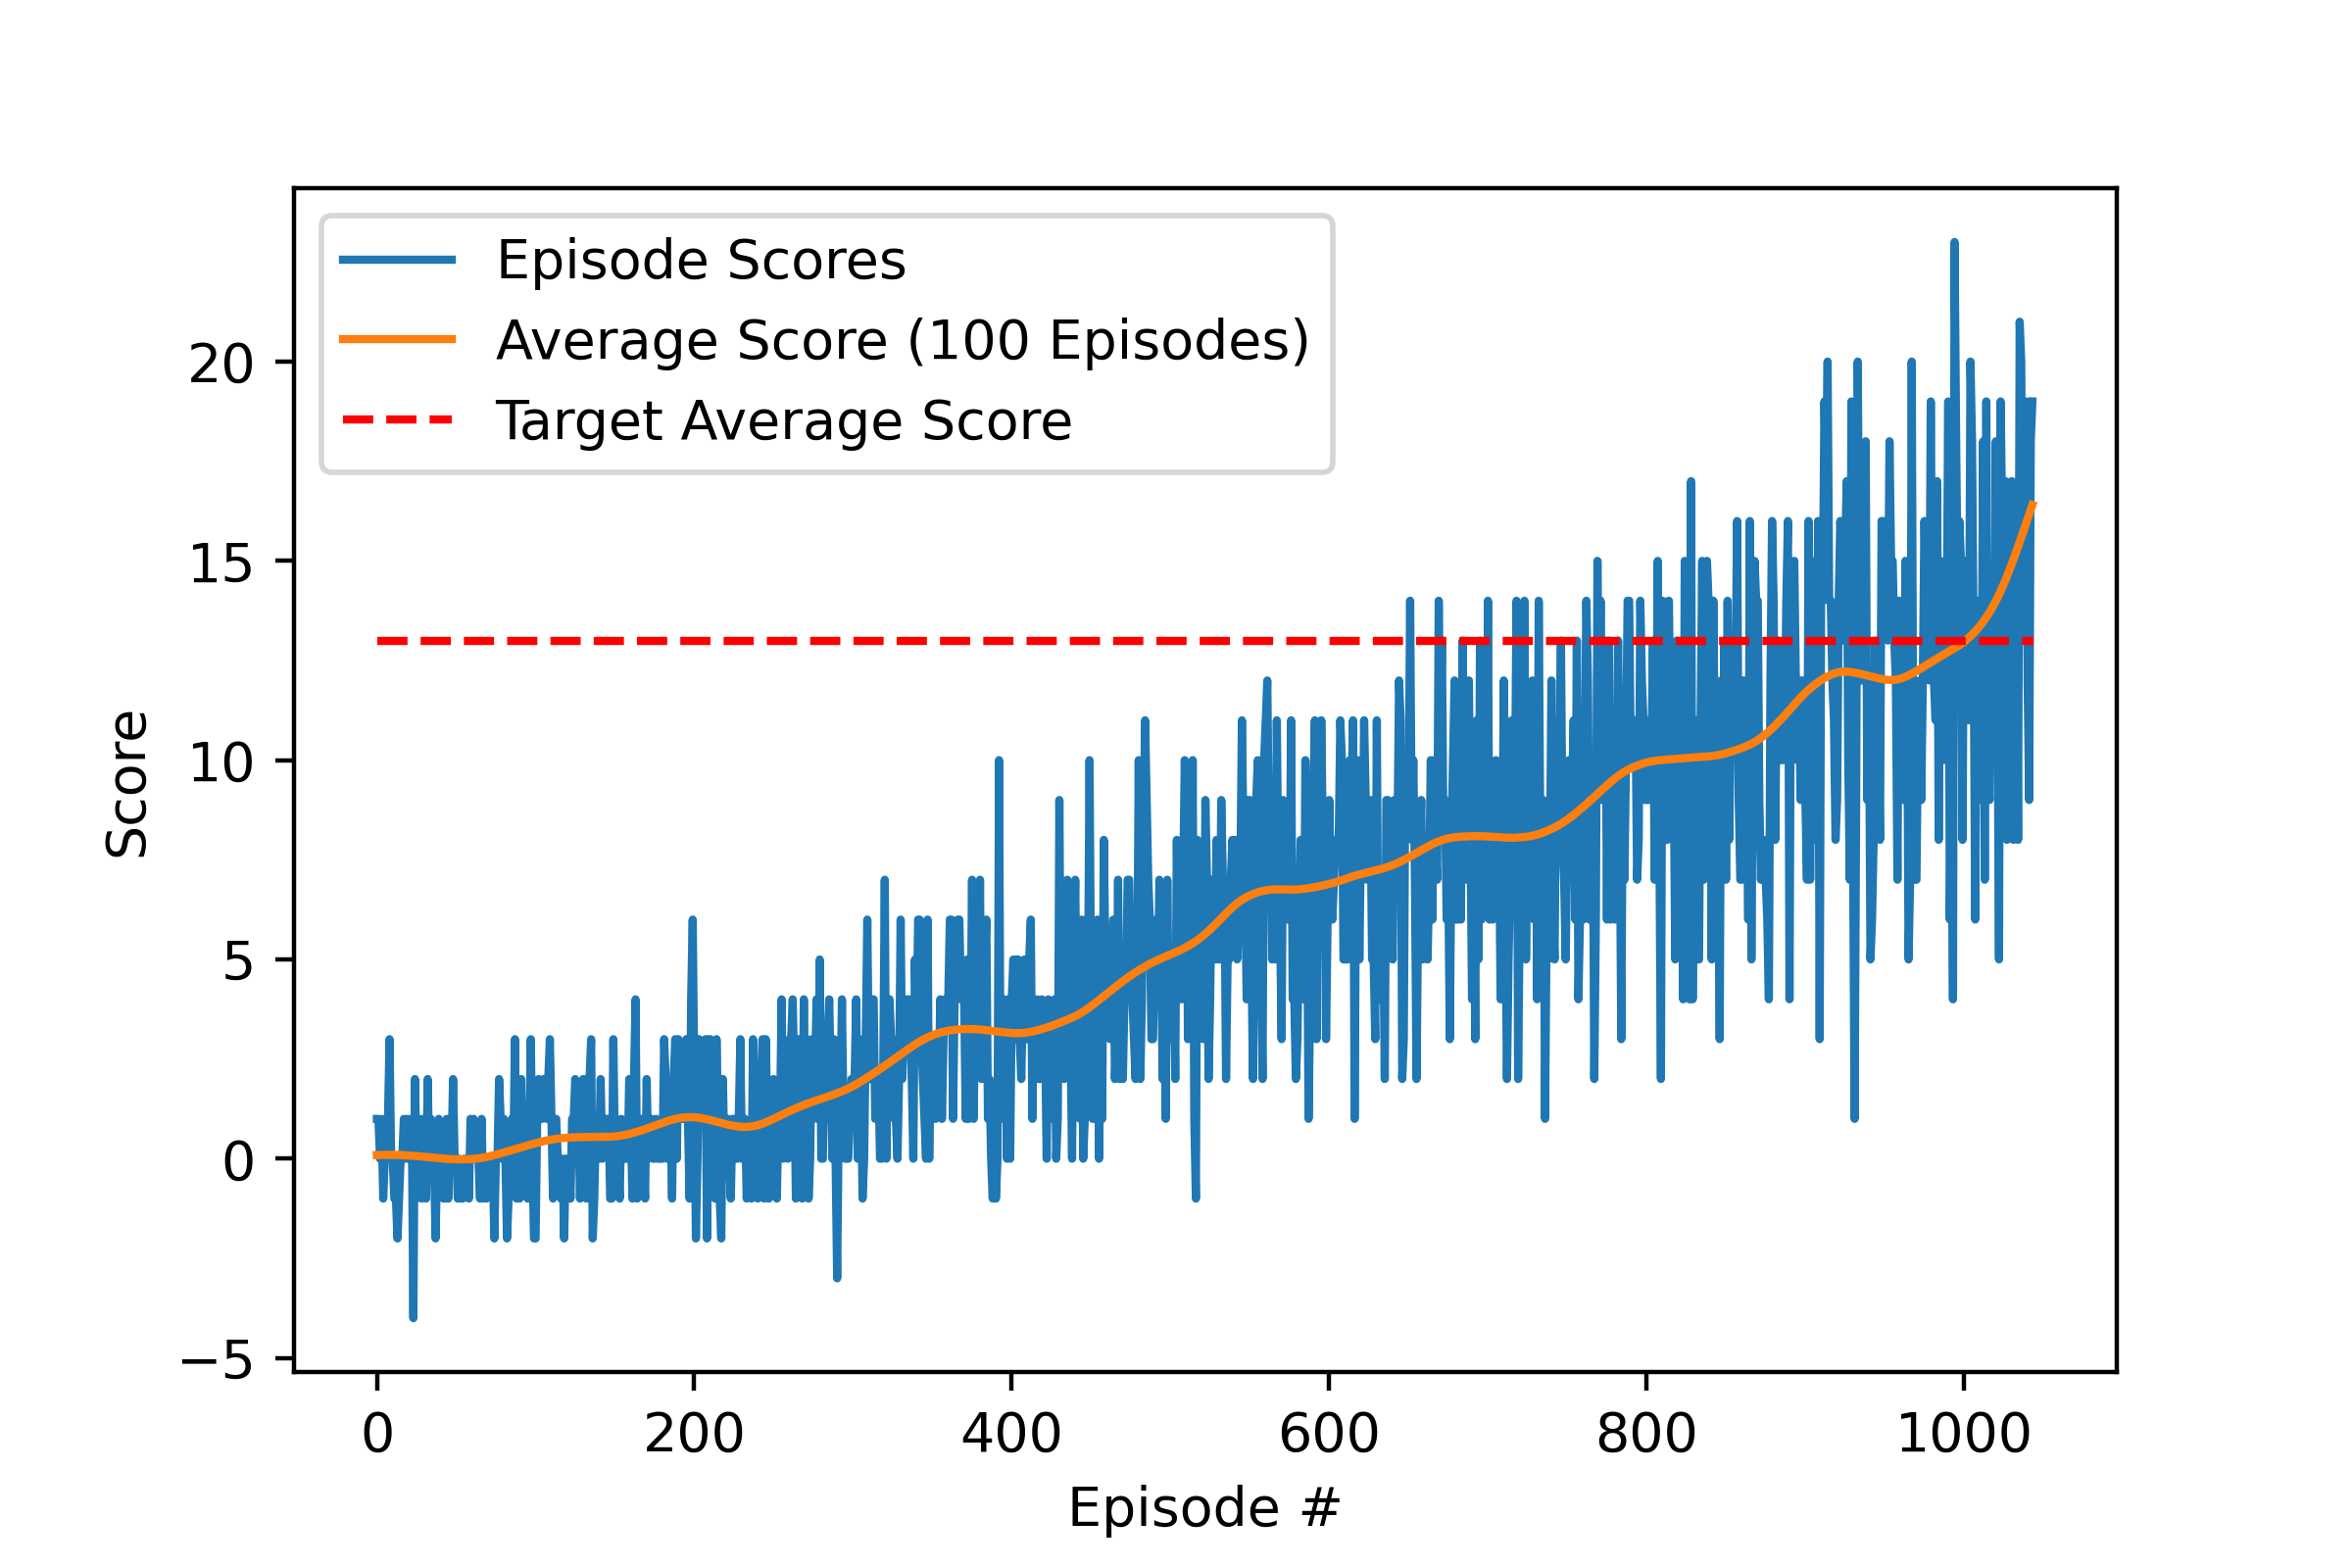 Episode Scores
Average Score (100 Episodes)
Target Average Score
20
15
10
5
0
−5
Score
0 200 400 600 800 1000
Episode #